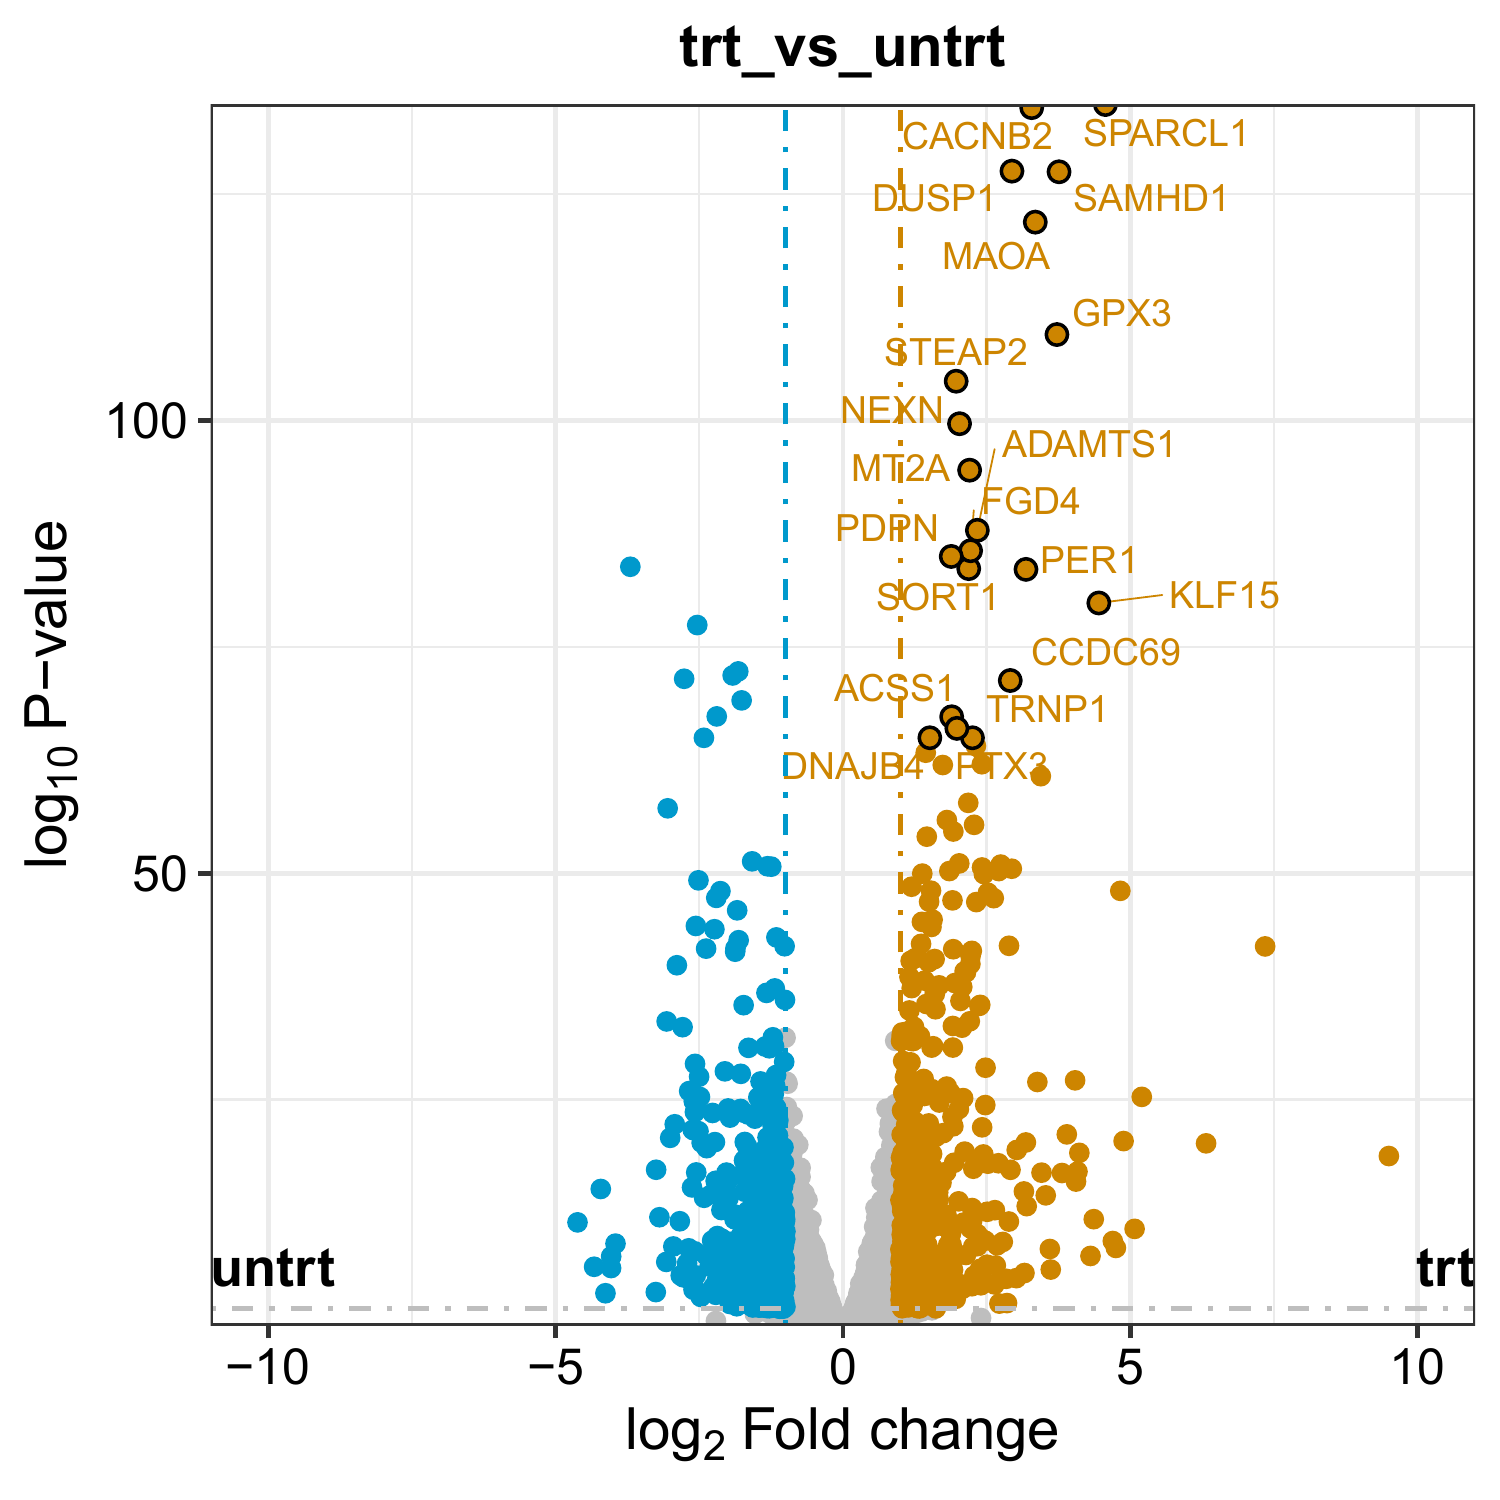 trt_vs_untrt
CACNB2
SPARCL1
DUSP1
SAMHD1
MAOA
GPX3
STEAP2
100
NEXN
ADAMTS1
MT2A
FGD4
PDPN
PER1
SORT1
KLF15
CCDC69
ACSS1
TRNP1
DNAJB4
PTX3
50
log10 P−value
untrt
trt
−10
−5
0
5
10
log2 Fold change